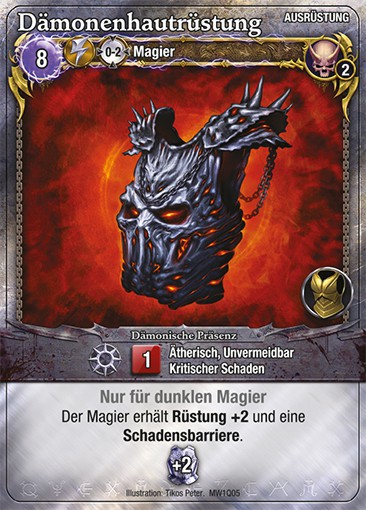 Dämonenhautrüstung
AUSRÜSTUNG
8 0-2 Magier 2
Dämonische Präsenz
1 Ätherisch, Unvermeidbar
Kritischer Schaden
Nur für dunklen Magier
Der Magier erhält Rüstung +2 und eine
Schadensbarriere.
+2
Illustration: Tikos Peter. MW1Q05